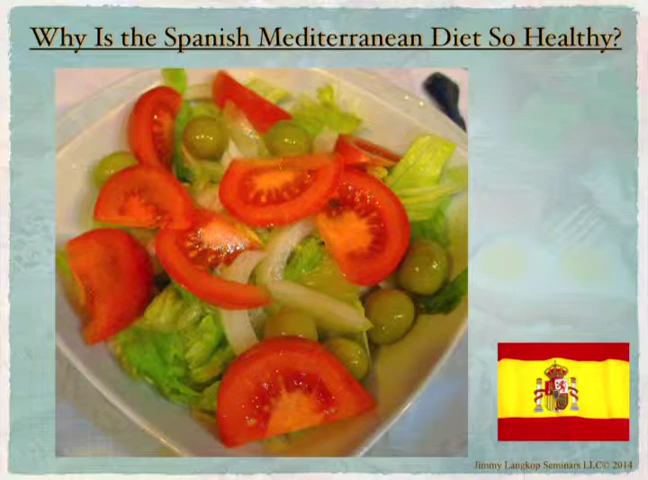 Why Is the Spanish Mediterranean Diet So Healthy?
Jimmy Langkop Seminars LLC© 2014